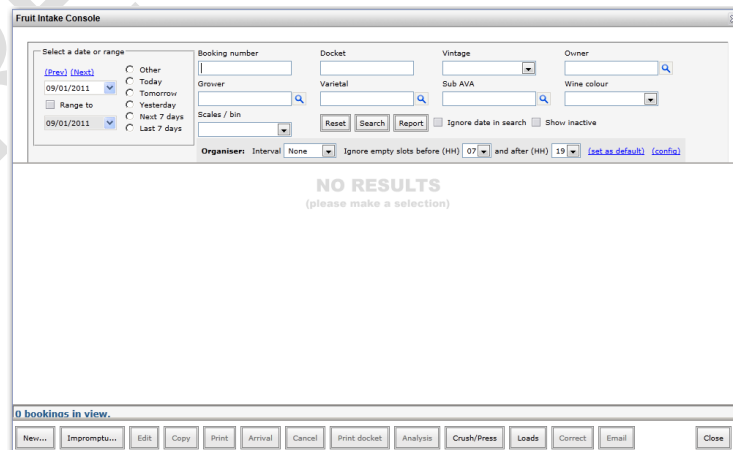 Fruit Intake Console
Select a date or range
(Prev) (Next)
09/01/2011
Range to
09/01/2011
Other
Today
Tomorrow
Yesterday
Next 7 days
Last 7 days
Booking number Docket Vintage Owner
Grower Varietal Sub AVA Wine colour
Scales / bin
Reset Search Report Ignore date in search Show inactive
Organiser: Interval None Ignore empty slots before (HH) 07 and after (HH) 19 (set as default) (config)
NO RESULTS
(please make a selection)
0 bookings in view.
New... Impromptu... Edit Copy Print Arrival Cancel Print docket Analysis Crush/Press Loads Correct Email Close